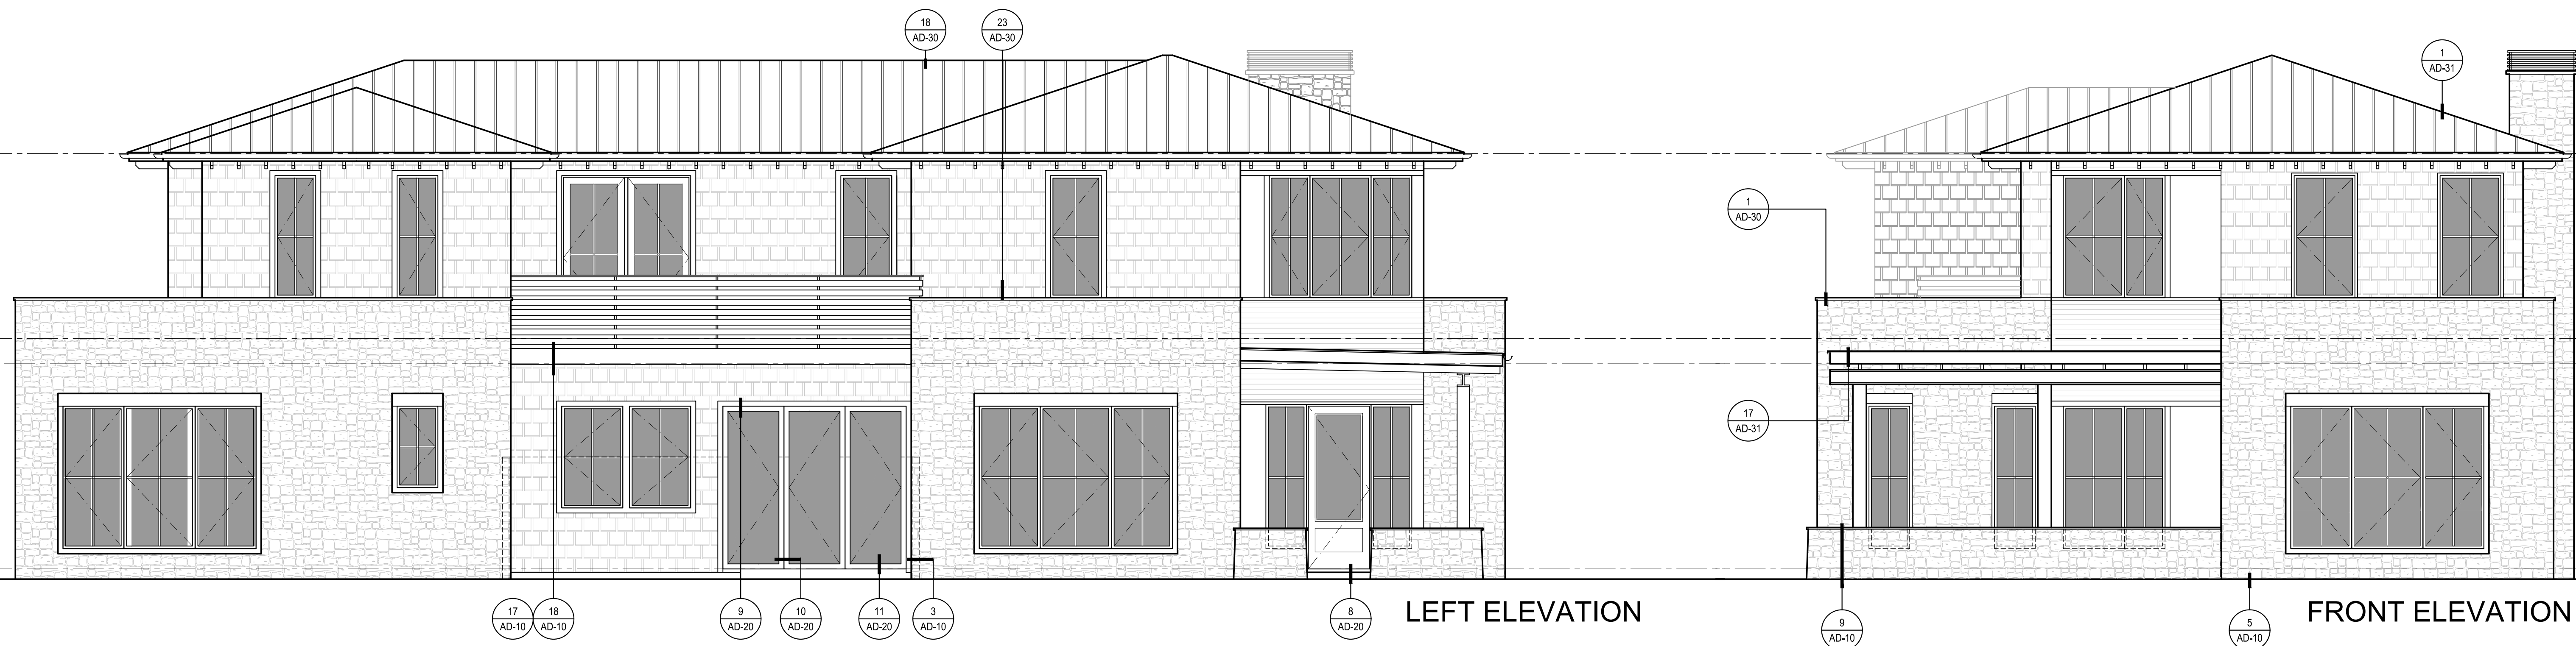 18
AD-30
23
AD-30
1
AD-31
1
AD-30
17
AD-31
17
AD-10
18
AD-10
9
AD-20
10
AD-20
11
AD-20
3
AD-10
8
AD-20
LEFT ELEVATION
9
AD-10
5
AD-10
FRONT ELEVATION